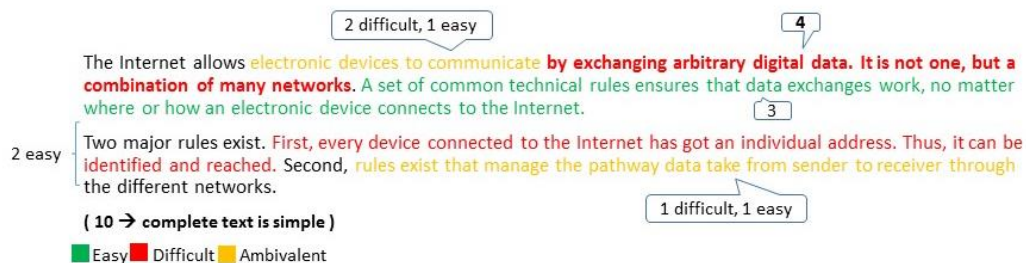 2 difficult, 1 easy
4
The Internet allows electronic devices to communicate by exchanging arbitrary digital data. It is not one, but a
combination of many networks. A set of common technical rules ensures that data exchanges work, no matter
where or how an electronic device connects to the Internet.
3
2 easy
Two major rules exist. First, every device connected to the Internet has got an individual address. Thus, it can be
identified and reached. Second, rules exist that manage the pathway data take from sender to receiver through
the different networks.
1 difficult, 1 easy
( 10 → complete text is simple )
Easy Difficult Ambivalent